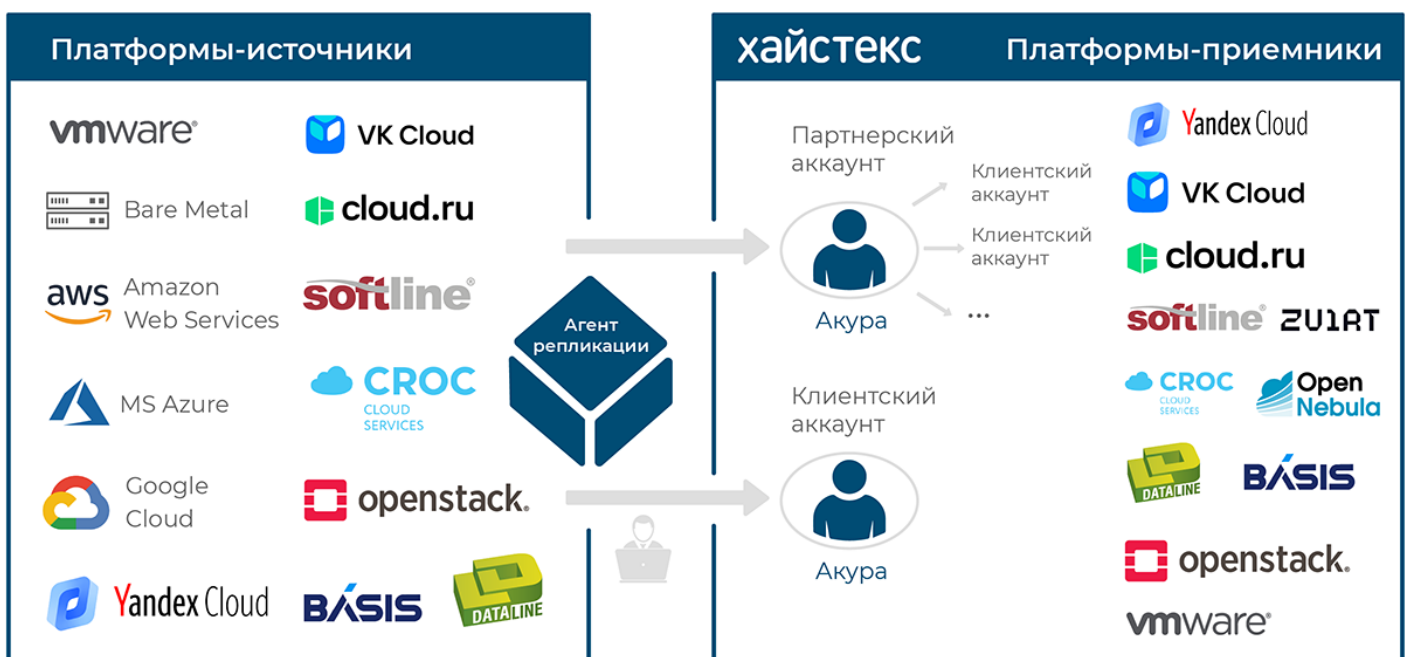 Платформы-источники
vmware®
VK Cloud
Bare Metal
cloud.ru
aws
Amazon
Web Services
softline®
MS Azure
CROC
CLOUD
SERVICES
Google
Cloud
openstack.
Yandex Cloud
BASIS
DATALINE
Агент
репликации
хайстекс
Платформы-приемники
Партнерский
аккаунт
Клиентский
аккаунт
Клиентский
аккаунт
...
Акура
Клиентский
аккаунт
Акура
Yandex Cloud
VK Cloud
cloud.ru
softline®
ZV1RT
CROC
CLOUD
SERVICES
Open
Nebula
DATALINE
BASIS
openstack.
vmware®